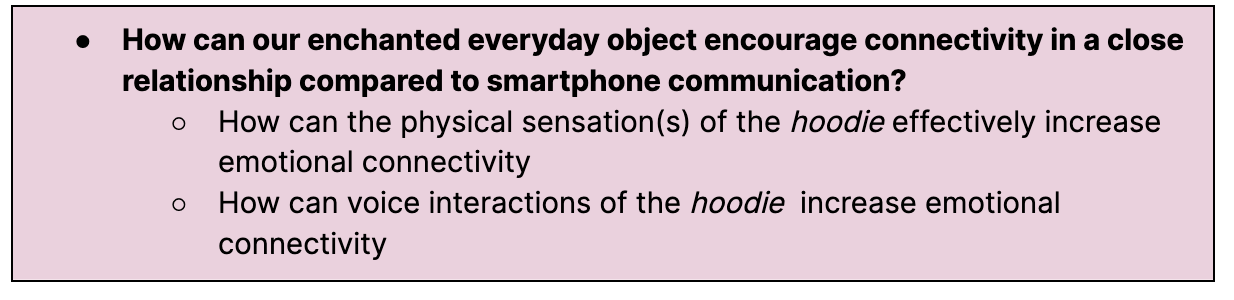 ● How can our enchanted everyday object encourage connectivity in a close
relationship compared to smartphone communication?
○ How can the physical sensation(s) of the hoodie effectively increase
emotional connectivity
○ How can voice interactions of the hoodie  increase emotional
connectivity